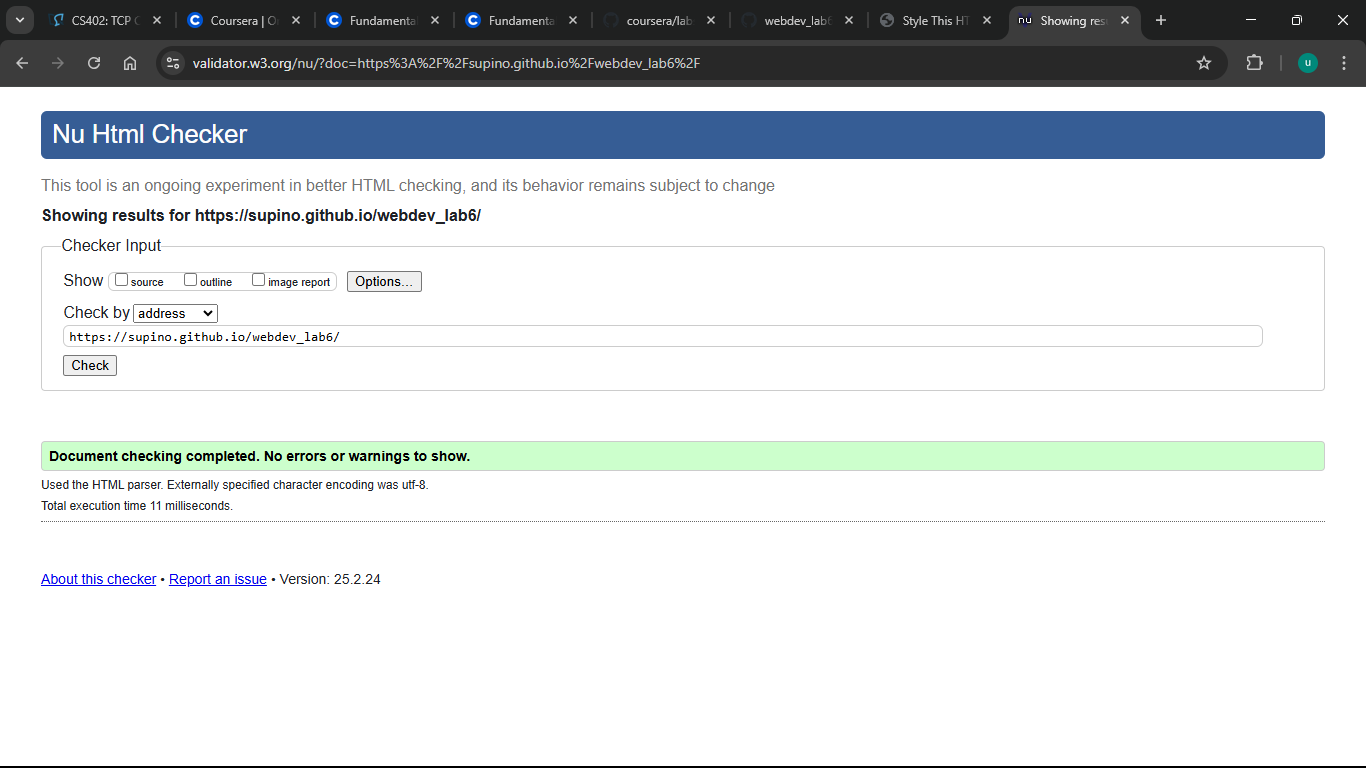 CS402: TCP C
Coursera | O
Fundamenta
Fundamenta
coursera/lab
webdev_lab6
Style This HT
nu Showing res
validator.w3.org/nu/?doc=https%3A%2F%2Fsupino.github.io%2Fwebdev_lab6%2F
u
Nu Html Checker
This tool is an ongoing experiment in better HTML checking, and its behavior remains subject to change
Showing results for https://supino.github.io/webdev_lab6/
Checker Input
Show source outline image report Options...
Check by address
https://supino.github.io/webdev_lab6/
Check
Document checking completed. No errors or warnings to show.
Used the HTML parser. Externally specified character encoding was utf-8.
Total execution time 11 milliseconds.
About this checker • Report an issue • Version: 25.2.24